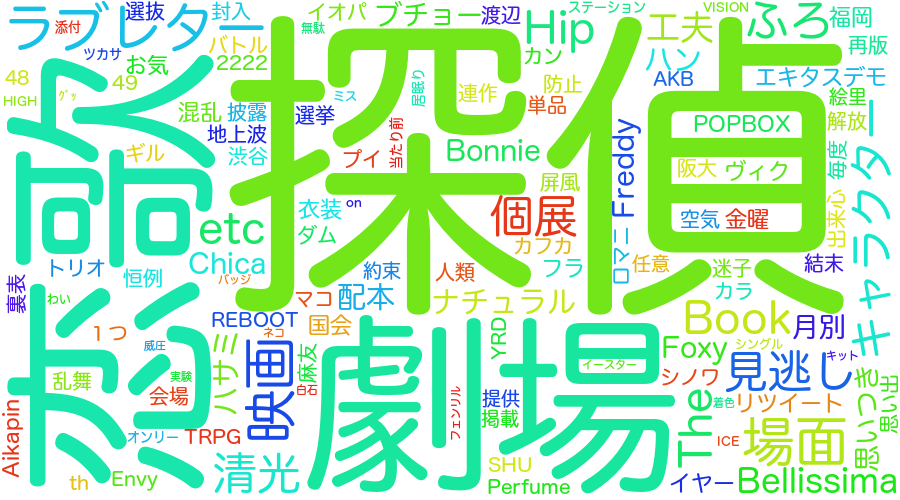 探偵
恋歌
劇場
ラブレター
選抜
封入
イオパ
ブチョー
渡辺
Hip
ステーション
工夫
VISION
ふろ
福岡
添付
ツカサ
バトル
無駄
カン
ハン
再版
48
49
お気
2222
居眠り
連作
防止
AKB
エキタスデモ
HIGH
グッ
混乱
披露
地上波
ミス
選挙
単品
POPBOX
絵里
解放
キャラクター
ギル
渋谷
プイ
当たり前
Bonnie
Freddy
阪大
ヴィク
毎度
屏風
etc
衣装
on
ダム
個展
カフカ
ロマニ
空気
金曜
出来心
トリオ
恒例
Chica
バッジ
約束
人類
フラ
任意
迷子
結末
裏表
わい
マコ
配本
ナチュラル
カラ
1つ
REBOOT
ネコ
国会
Book
月別
威圧
ハサミ
映画
麻友
YRD
イースター
Foxy
シングル
見逃し
キット
乱舞
実験
会場
白石
提供
掲載
シノワ
The
着色
リツイート
思いつき
思い出
Aikapin
オンリー
TRPG
フェンリル
ICE
場面
th
Envy
清光
SHU
Perfume
イヤー
Bellissima